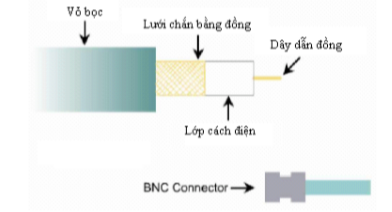 Vỏ bọc
Lưới chắn bằng đồng
Dây dẫn đồng
Lớp cách điện
BNC Connector